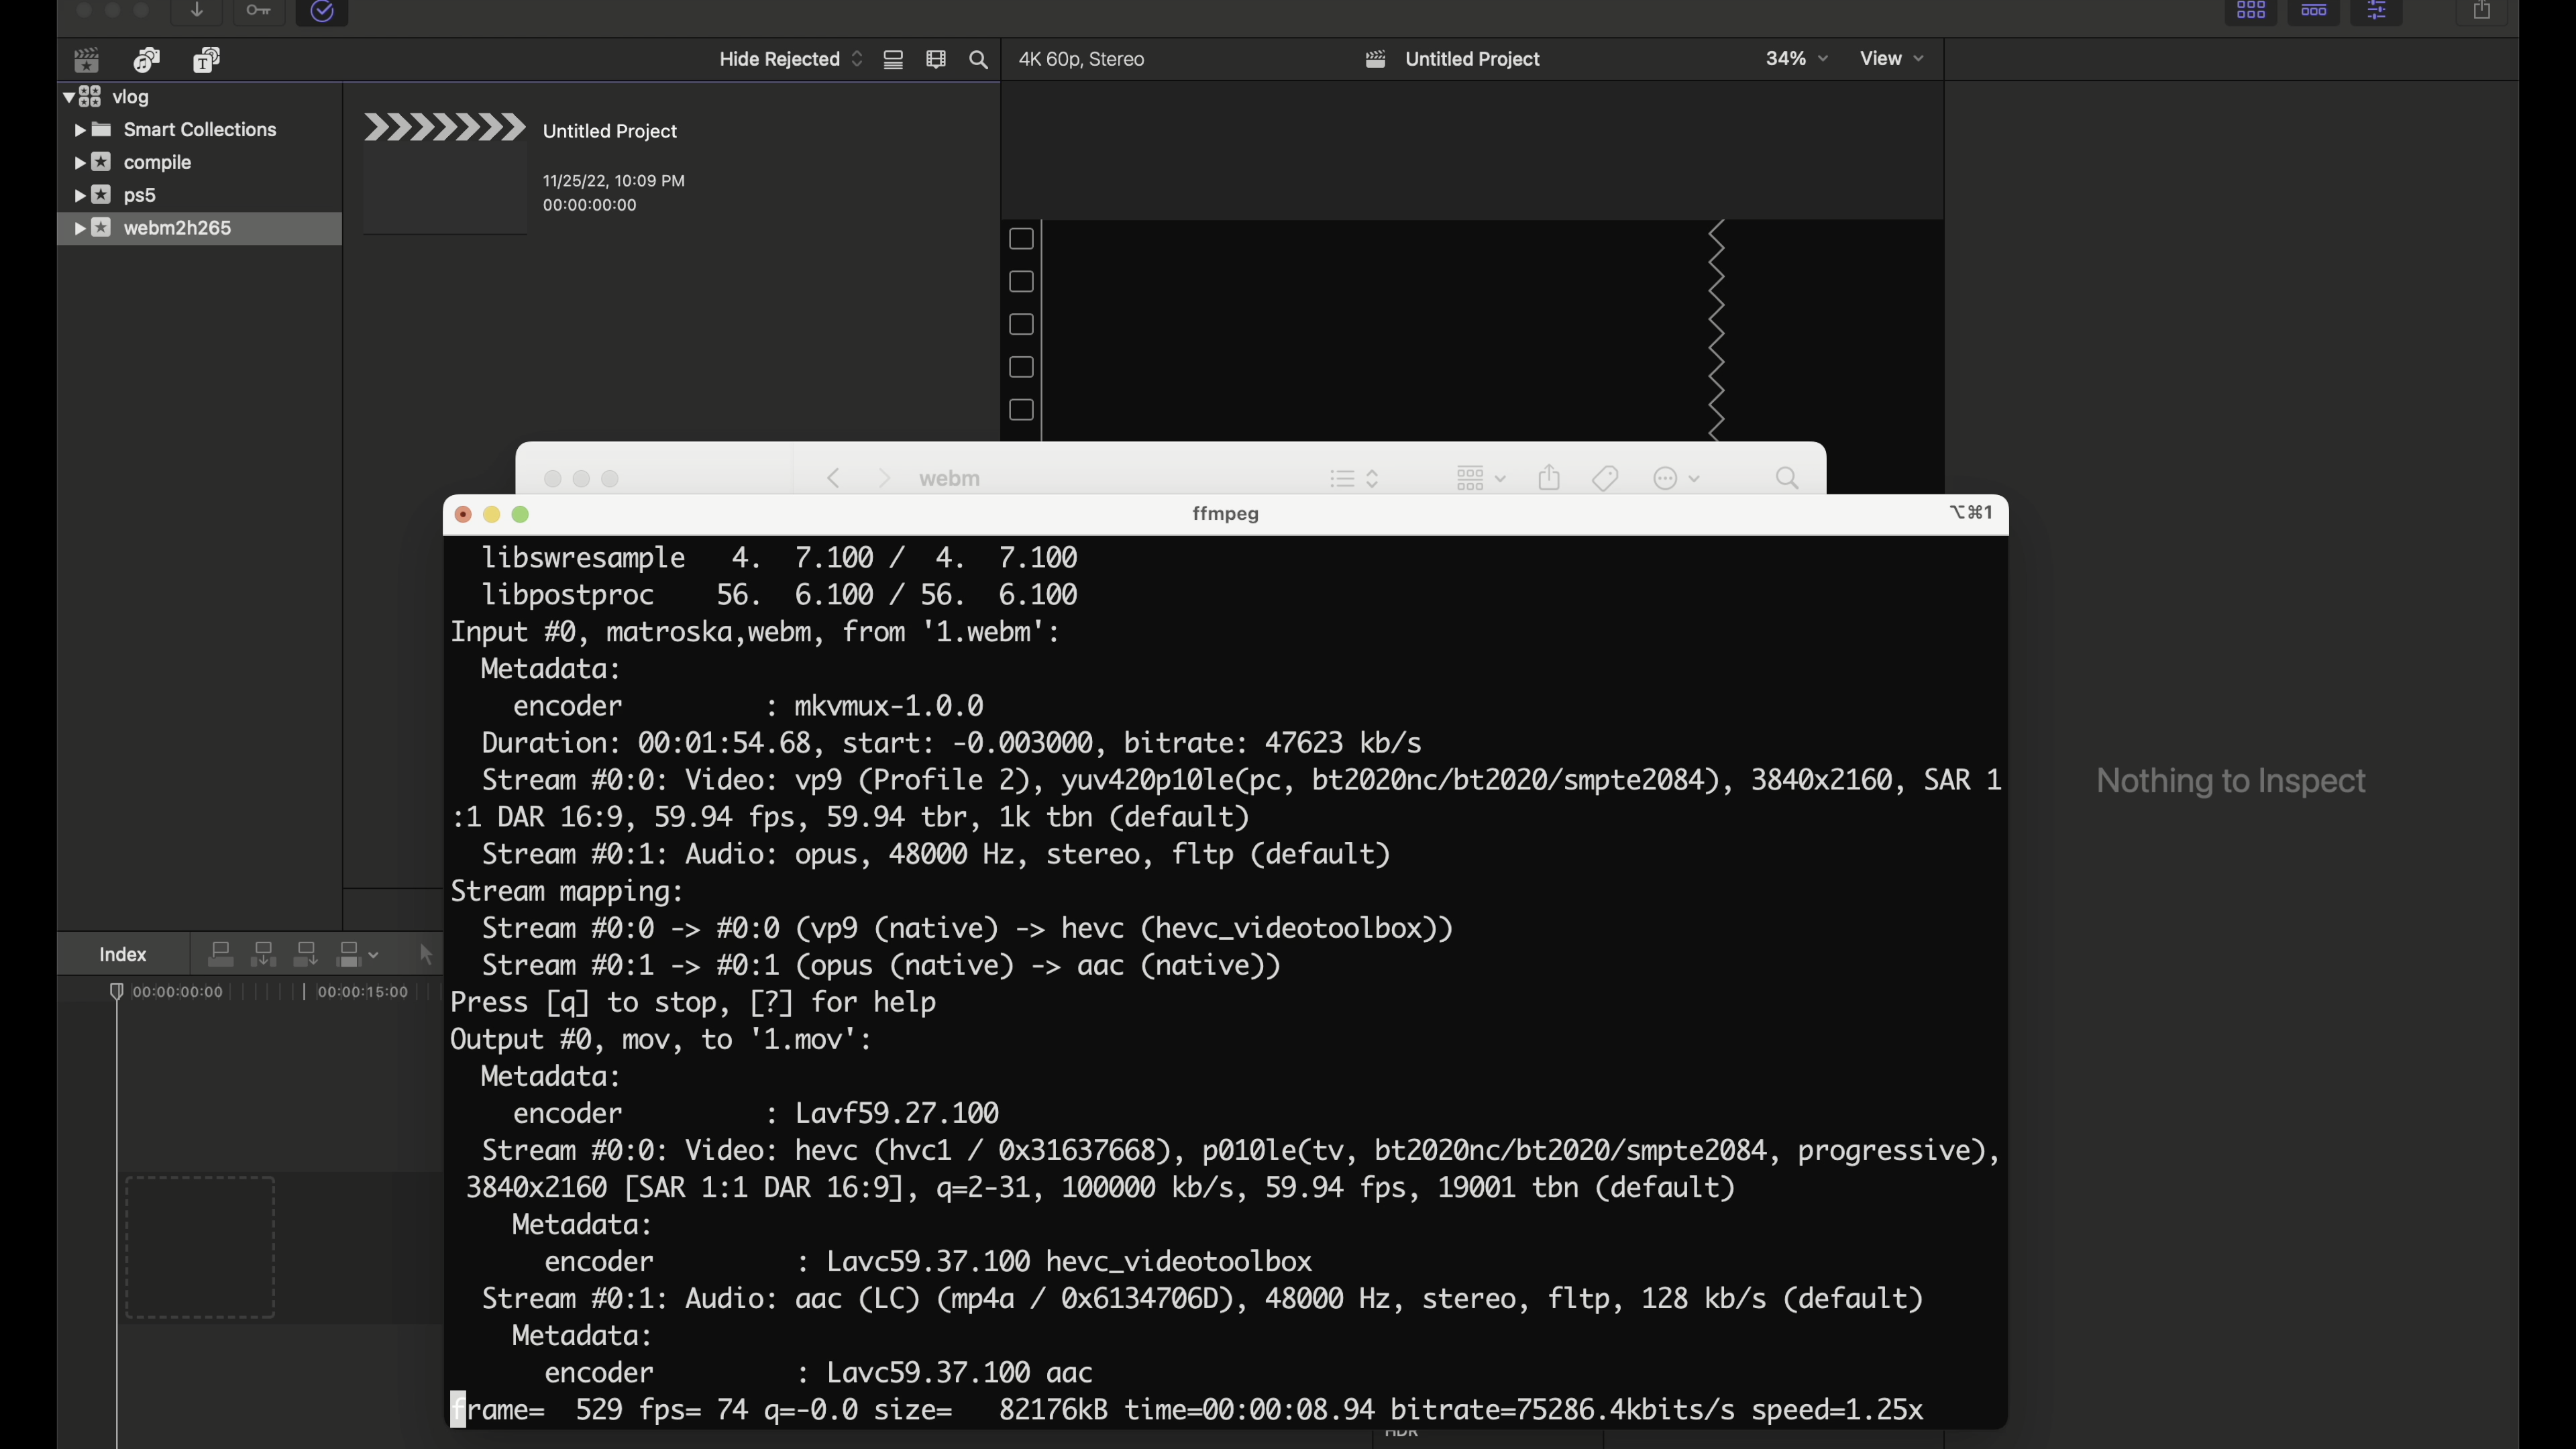 Hide Rejected
4K 60p, Stereo
Untitled Project
34%
View
vlog
Smart Collections
compile
ps5
webm2h265
Untitled Project
11/25/22, 10:09 PM
00:00:00:00
webm
ffmpeg
⌥⌘1
libswresample   4.  7.100 /  4.  7.100
libpostproc    56.  6.100 / 56.  6.100
Input #0, matroska,webm, from '1.webm':
Metadata:
encoder         : mkvmux-1.0.0
Duration: 00:01:54.68, start: -0.003000, bitrate: 47623 kb/s
Stream #0:0: Video: vp9 (Profile 2), yuv420p10le(pc, bt2020nc/bt2020/smpte2084), 3840x2160, SAR 1
:1 DAR 16:9, 59.94 fps, 59.94 tbr, 1k tbn (default)
Stream #0:1: Audio: opus, 48000 Hz, stereo, fltp (default)
Stream mapping:
Stream #0:0 -> #0:0 (vp9 (native) -> hevc (hevc_videotoolbox))
Stream #0:1 -> #0:1 (opus (native) -> aac (native))
Press [q] to stop, [?] for help
Output #0, mov, to '1.mov':
Metadata:
encoder         : Lavf59.27.100
Stream #0:0: Video: hevc (hvc1 / 0x31637668), p010le(tv, bt2020nc/bt2020/smpte2084, progressive),
3840x2160 [SAR 1:1 DAR 16:9], q=2-31, 100000 kb/s, 59.94 fps, 19001 tbn (default)
Metadata:
encoder         : Lavc59.37.100 hevc_videotoolbox
Stream #0:1: Audio: aac (LC) (mp4a / 0x6134706D), 48000 Hz, stereo, fltp, 128 kb/s (default)
Metadata:
encoder         : Lavc59.37.100 aac
frame=  529 fps= 74 q=-0.0 size=   82176kB time=00:00:08.94 bitrate=75286.4kbits/s speed=1.25x
Nothing to Inspect
Index
00:00:00:00
00:00:15:00
HDR